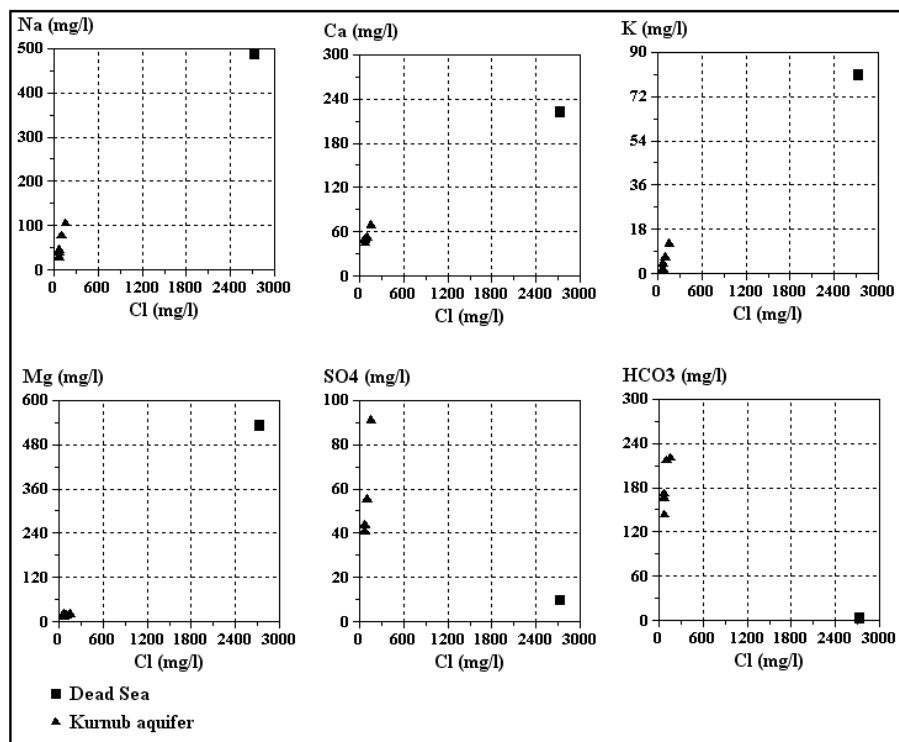 Na (mg/l)
500
400
300
200
100
0
0 600 1200 1800 2400 3000
Cl (mg/l)
Ca (mg/l)
300
240
180
120
60
0
0 600 1200 1800 2400 3000
Cl (mg/l)
K (mg/l)
90
72
54
36
18
0
0 600 1200 1800 2400 3000
Cl (mg/l)
Mg (mg/l)
600
480
360
240
120
0
0 600 1200 1800 2400 3000
Cl (mg/l)
SO4 (mg/l)
100
80
60
40
20
0
0 600 1200 1800 2400 3000
Cl (mg/l)
HCO3 (mg/l)
300
240
180
120
60
0
0 600 1200 1800 2400 3000
Cl (mg/l)
Dead Sea
Kurnub aquifer